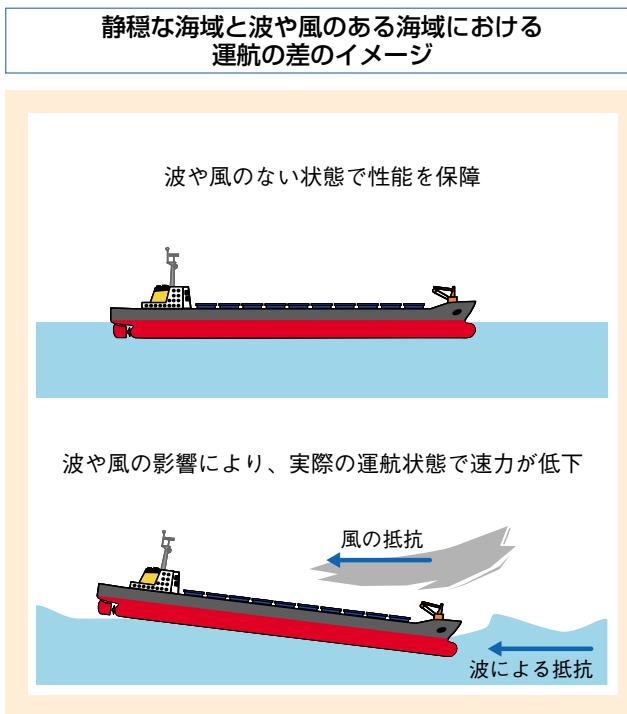 静穏な海域と波や風のある海域における
運航の差のイメージ
波や風のない状態で性能を保障
波や風の影響により、実際の運航状態で速力が低下
風の抵抗
波による抵抗